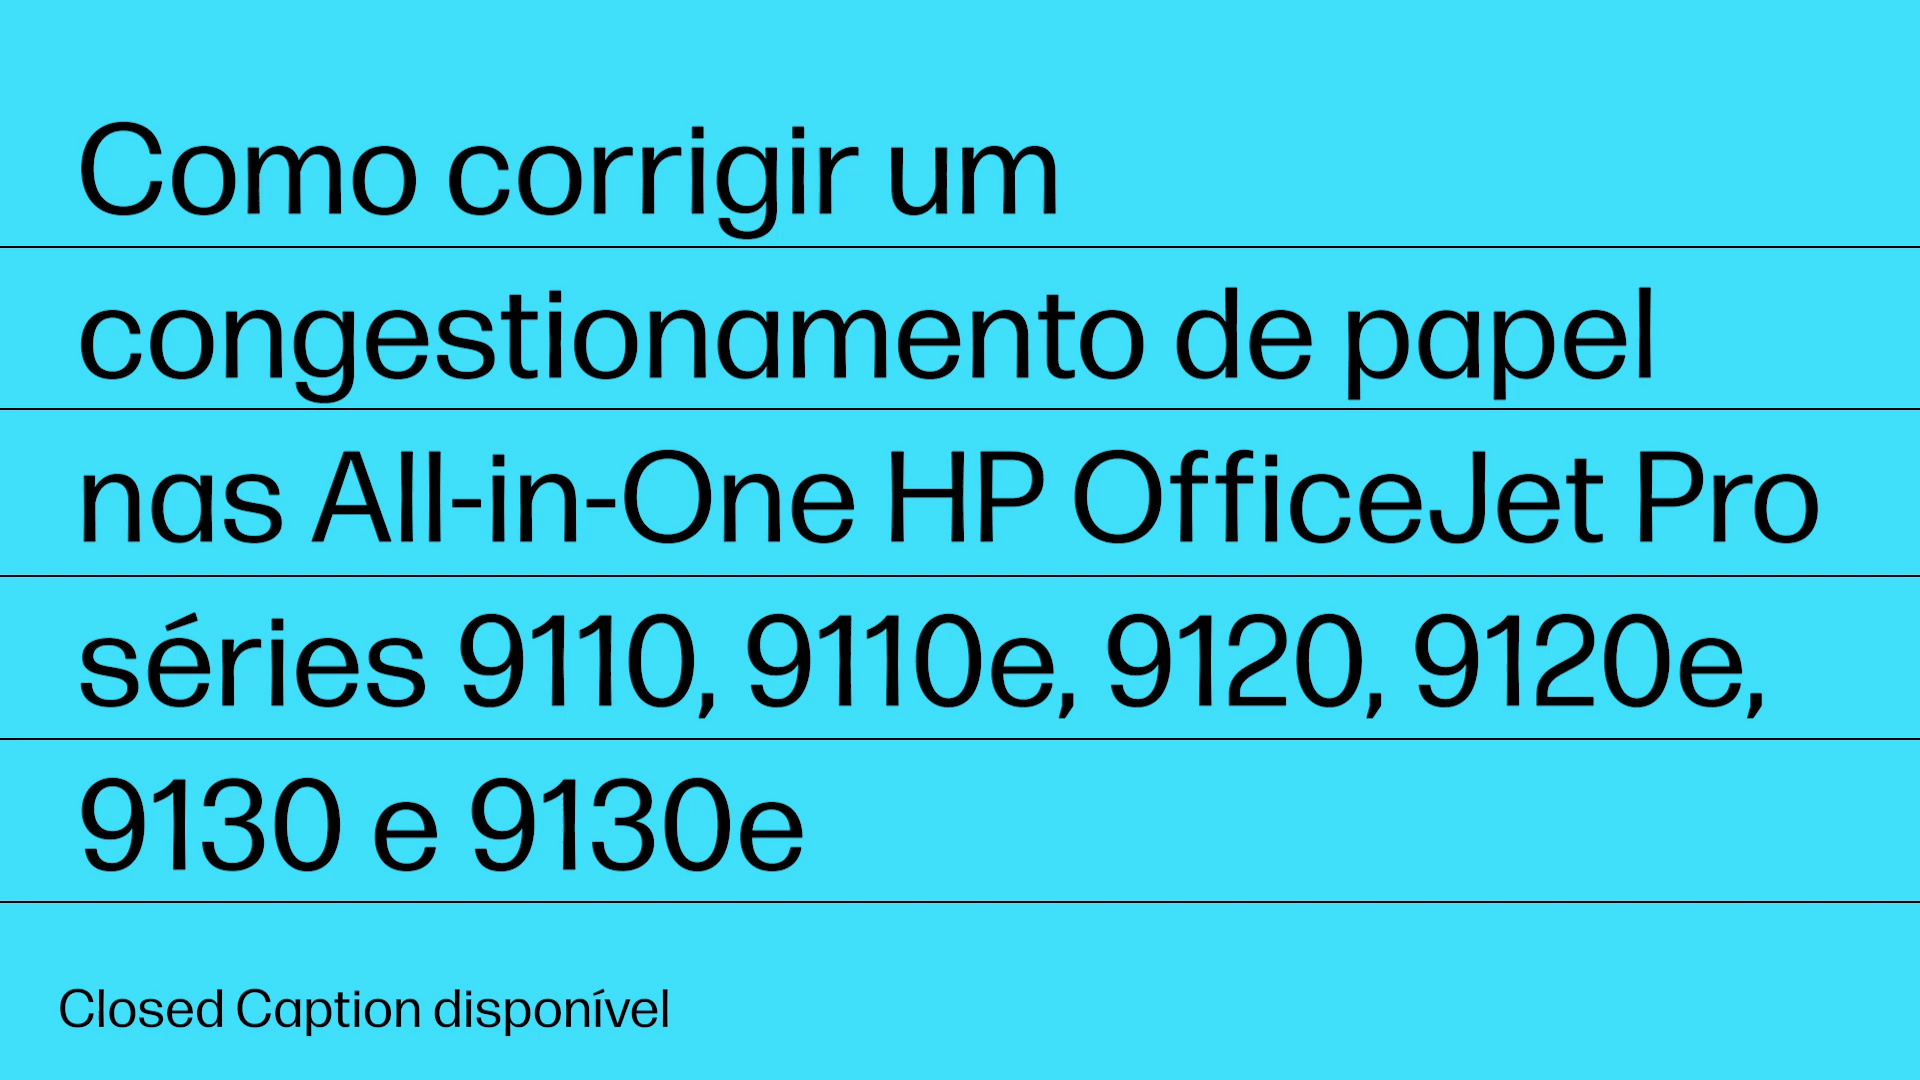 Como corrigir um
congestionamento de papel
nas All-in-One HP OfficeJet Pro
séries 9110, 9110e, 9120, 9120e,
9130 e 9130e
Closed Caption disponível